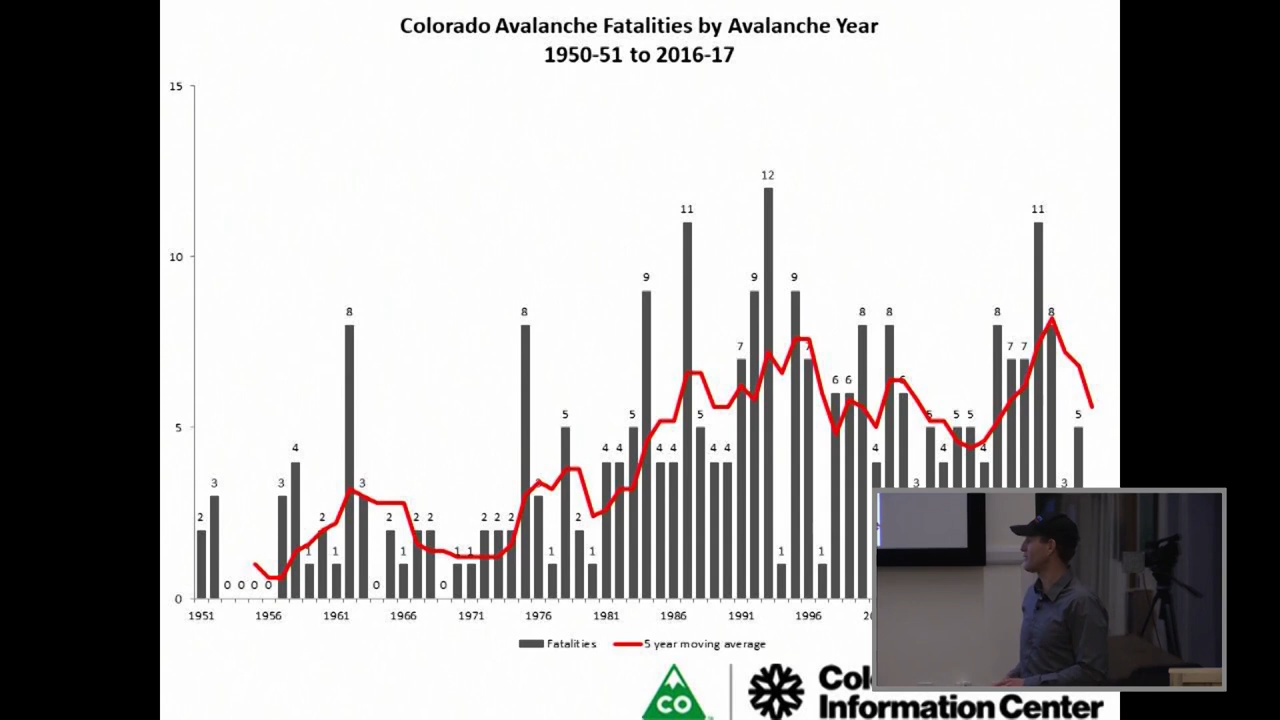 Colorado Avalanche Fatalities by Avalanche Year
1950-51 to 2016-17
15
10
5
0
2 3 0 0 0 0 3 4 1 2 1 8 3 0 2 1 2 2 0 1 1 2 2 2 8 3 1 5 2 1 4 4 5 9 4 4 11 5 4 4 7 9 12 1 9 7 1 6 6 8 4 8 6 3 5 4 5 5 4 8 7 7 11 8 3 5
1951 1956 1961 1966 1971 1976 1981 1986 1991 1996
Fatalities 5 year moving average
CO
Information Center